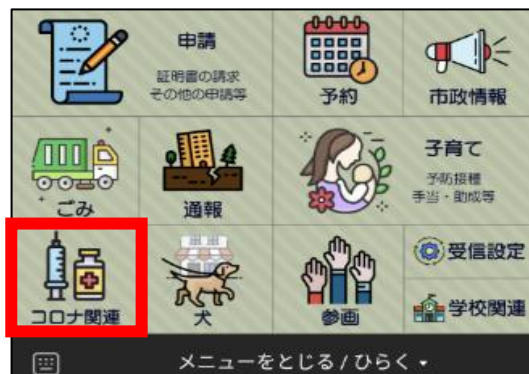 申請
証明書の請求
その他の申請等
予約
市政情報
ごみ
通報
子育て
予防接種
手当・助成等
コロナ関連
犬
参画
受信設定
学校関連
メニューをとじる / ひらく